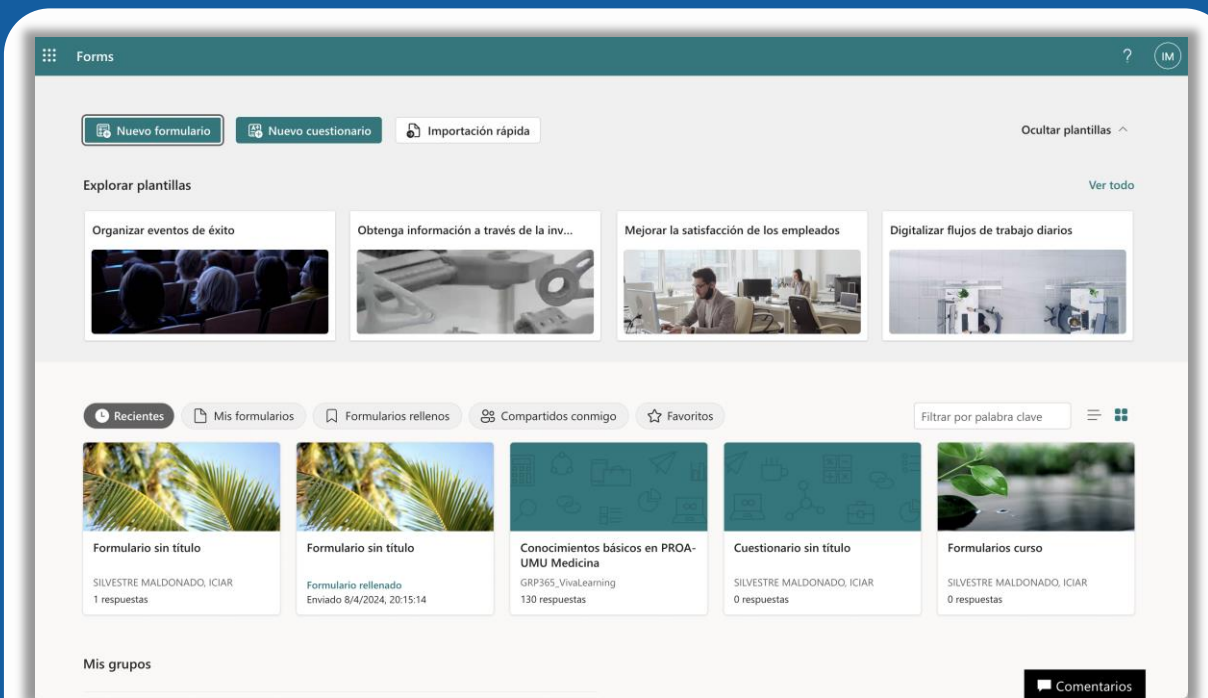 Forms
?
IM
Nuevo formulario
Nuevo cuestionario
Importación rápida
Ocultar plantillas
Explorar plantillas
Ver todo
Organizar eventos de éxito
Obtenga información a través de la inv...
Mejorar la satisfacción de los empleados
Digitalizar flujos de trabajo diarios
Recientes
Mis formularios
Formularios rellenos
Compartidos conmigo
Favoritos
Filtrar por palabra clave
Formulario sin título
SILVESTRE MALDONADO, ICIAR
1 respuestas
Formulario sin título
Formulario rellenado
Enviado 8/4/2024, 20:15:14
Conocimientos básicos en PROA-
UMU Medicina
GRP365_VivaLearning
130 respuestas
Cuestionario sin título
SILVESTRE MALDONADO, ICIAR
0 respuestas
Formularios curso
SILVESTRE MALDONADO, ICIAR
0 respuestas
Mis grupos
Comentarios